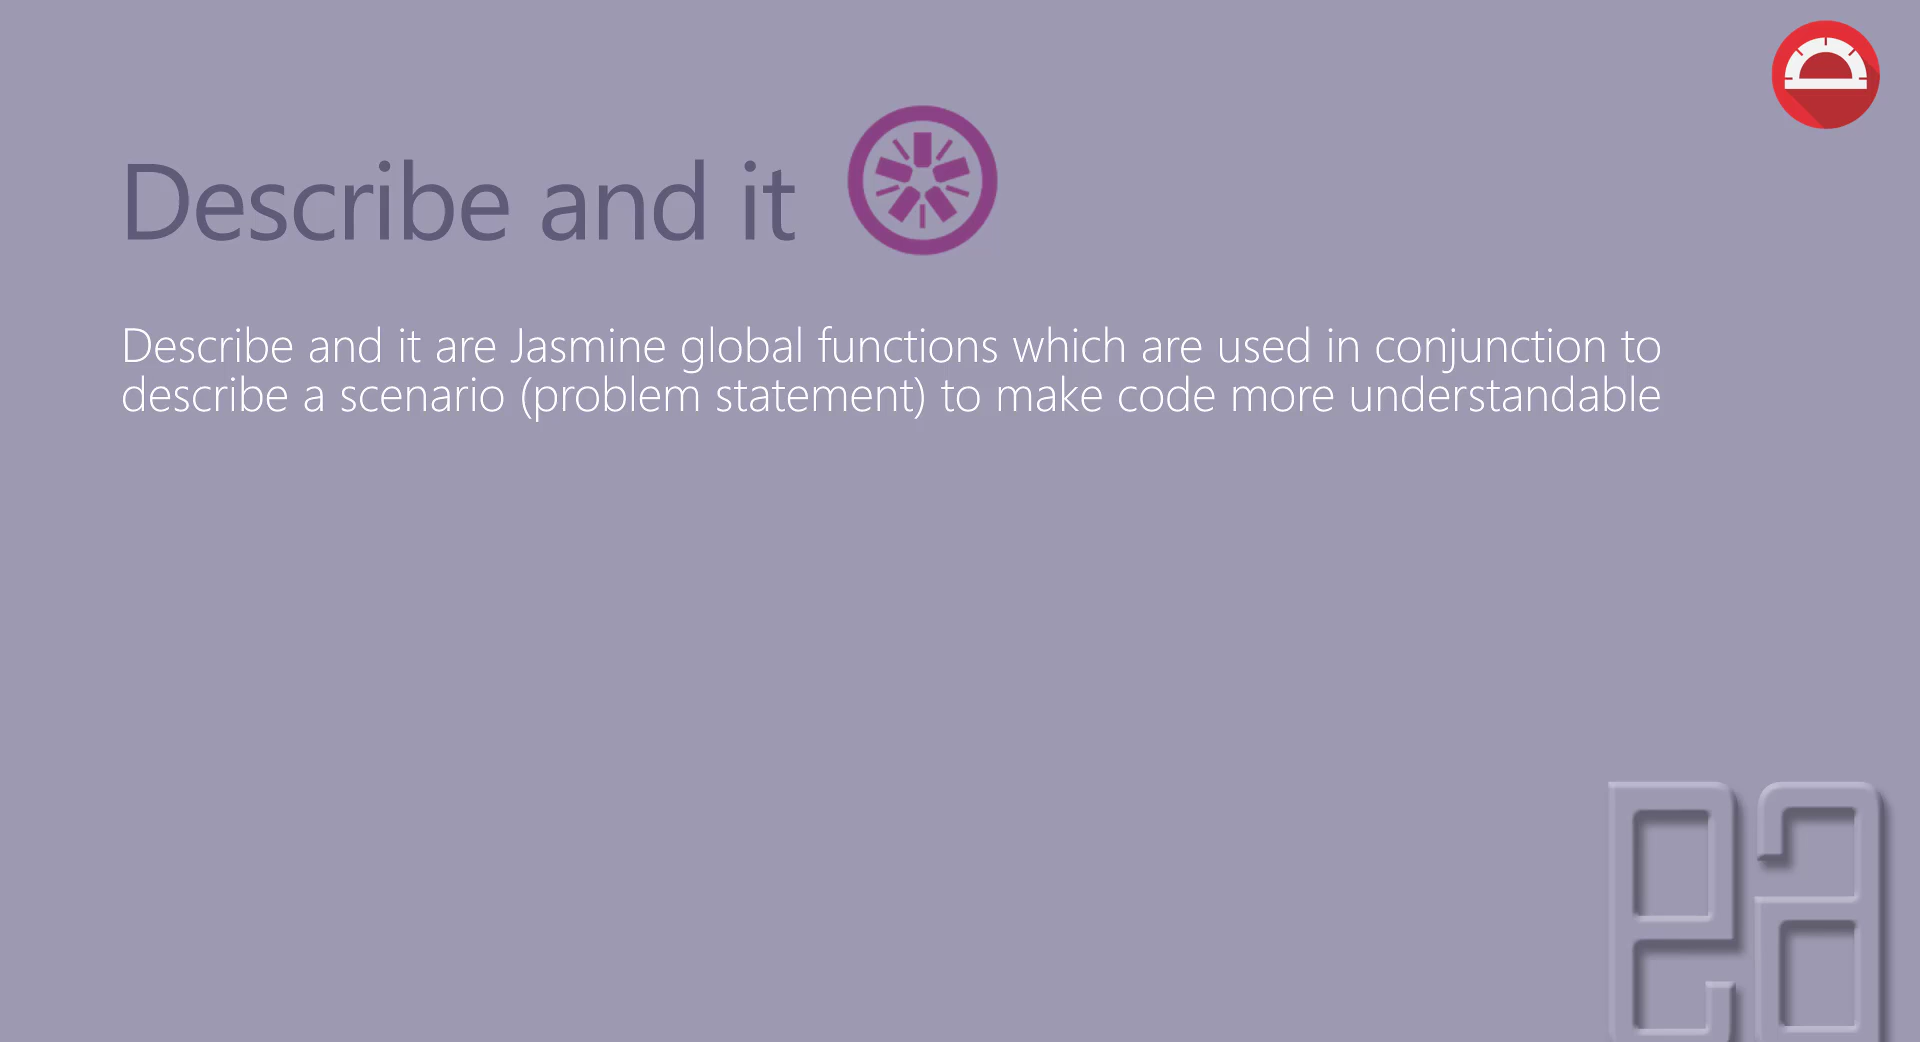 Describe and it
Describe and it are Jasmine global functions which are used in conjunction to
describe a scenario (problem statement) to make code more understandable
ea